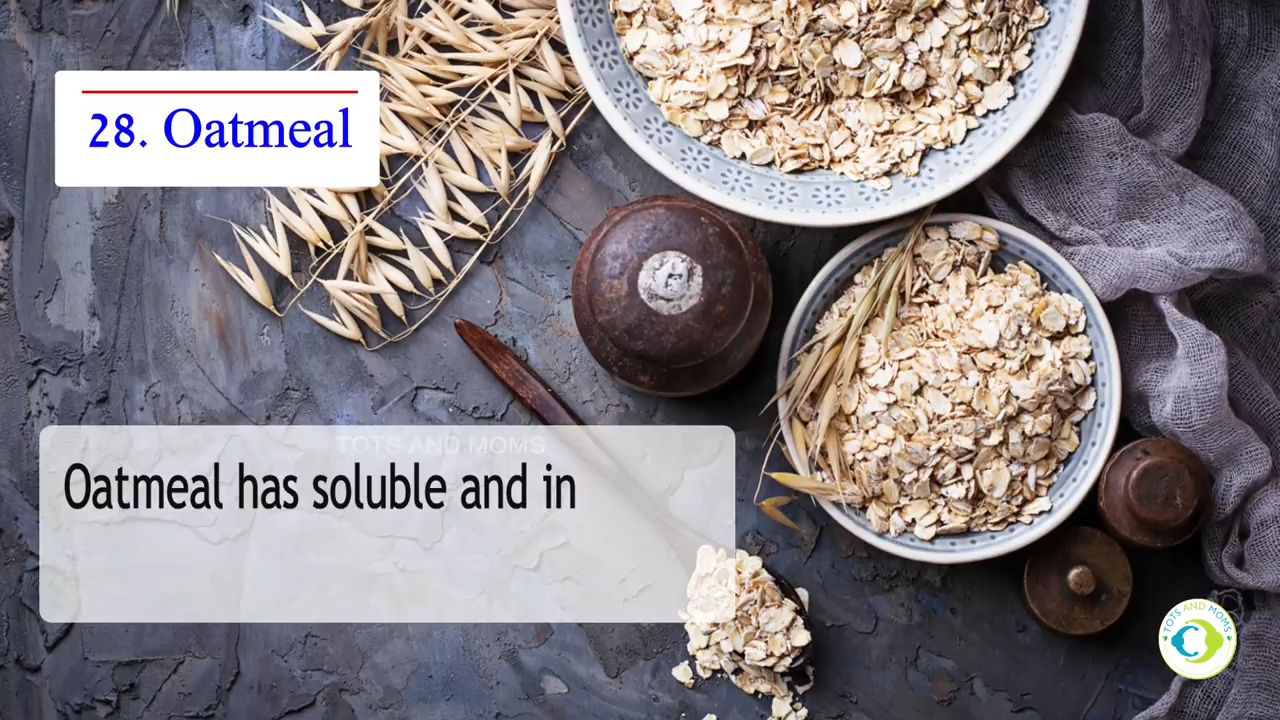 28. Oatmeal
TOTS AND MOMS
Oatmeal has soluble and in
TOTS AND MOMS